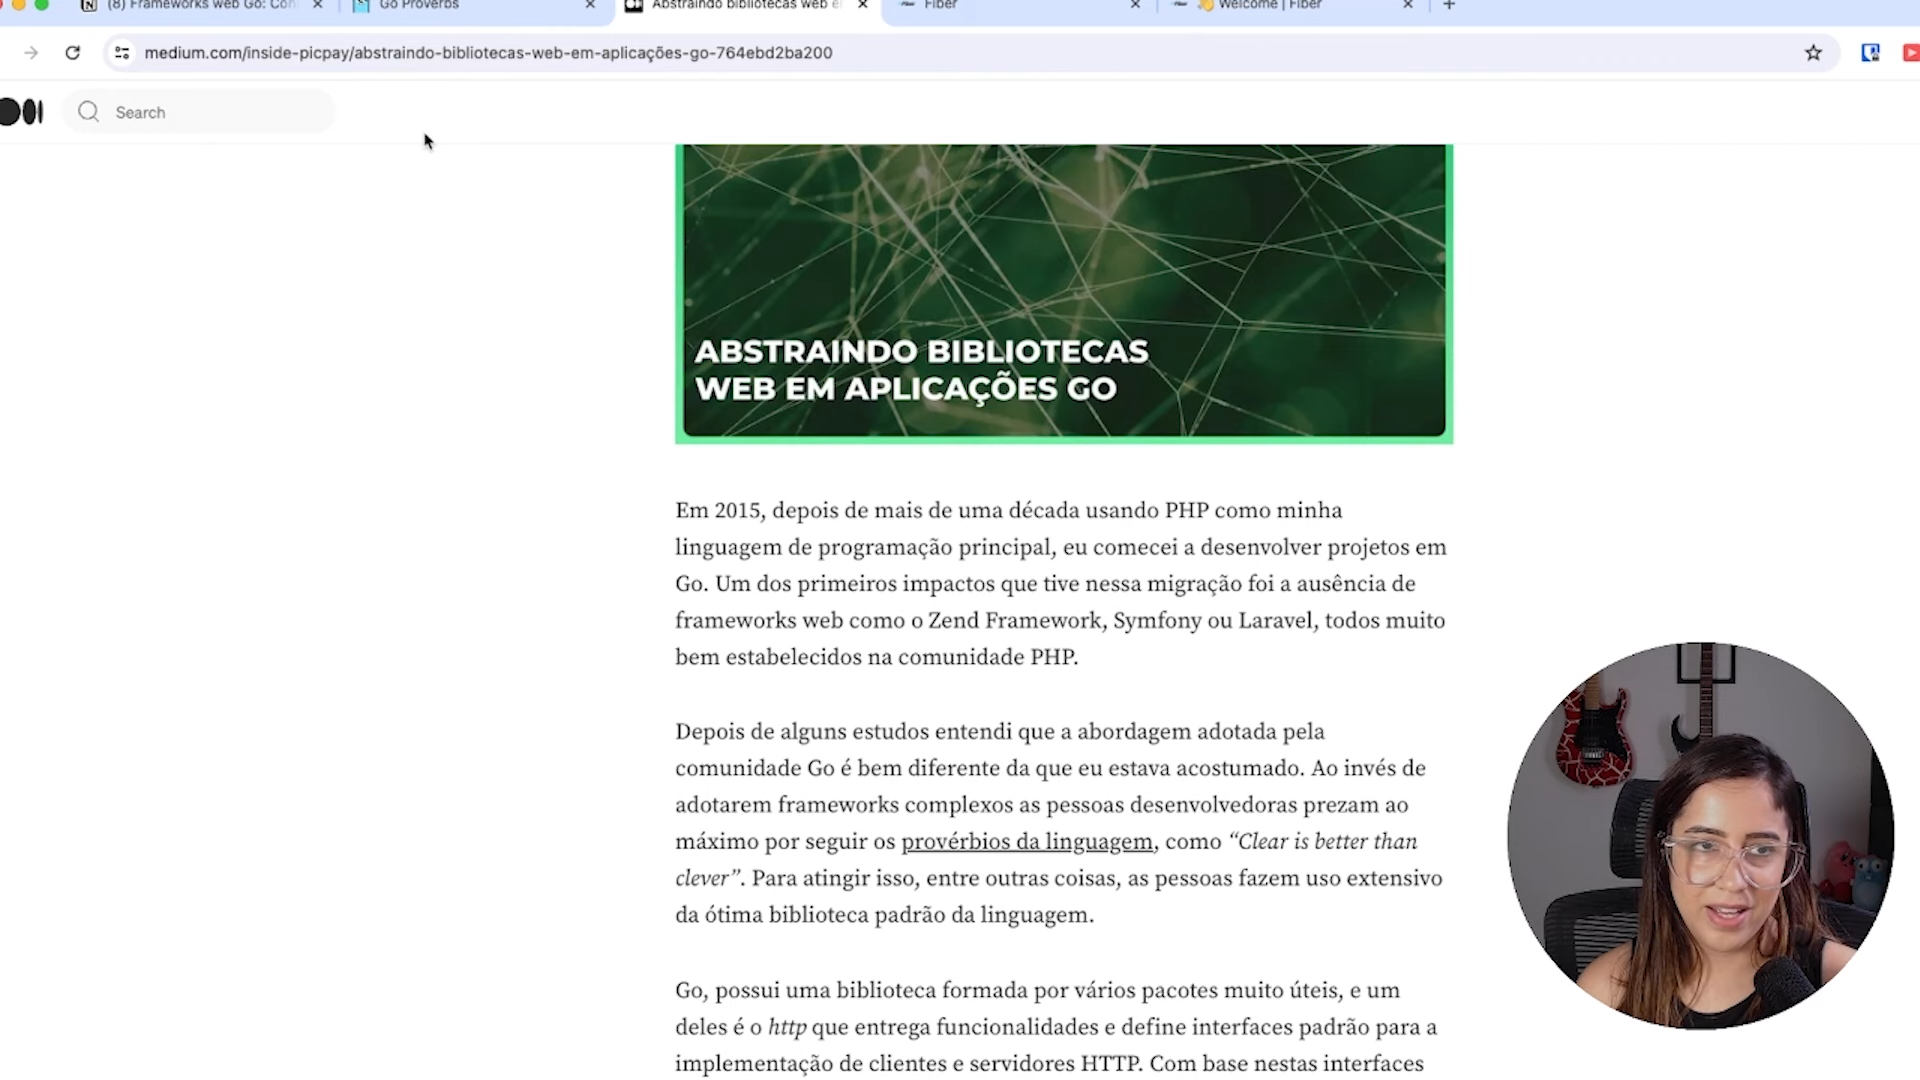 (8) Frameworks web Go: Con
Go Proverbs
Abstraindo bibliotecas web e
Fiber
👋 Welcome | Fiber
medium.com/inside-picpay/abstraindo-bibliotecas-web-em-aplicações-go-764ebd2ba200
Search
ABSTRAINDO BIBLIOTECAS
WEB EM APLICAÇÕES GO
Em 2015, depois de mais de uma década usando PHP como minha
linguagem de programação principal, eu comecei a desenvolver projetos em
Go. Um dos primeiros impactos que tive nessa migração foi a ausência de
frameworks web como o Zend Framework, Symfony ou Laravel, todos muito
bem estabelecidos na comunidade PHP.
Depois de alguns estudos entendi que a abordagem adotada pela
comunidade Go é bem diferente da que eu estava acostumado. Ao invés de
adotarem frameworks complexos as pessoas desenvolvedoras prezam ao
máximo por seguir os provérbios da linguagem, como “Clear is better than
clever”. Para atingir isso, entre outras coisas, as pessoas fazem uso extensivo
da ótima biblioteca padrão da linguagem.
Go, possui uma biblioteca formada por vários pacotes muito úteis, e um
deles é o http que entrega funcionalidades e define interfaces padrão para a
implementação de clientes e servidores HTTP. Com base nestas interfaces